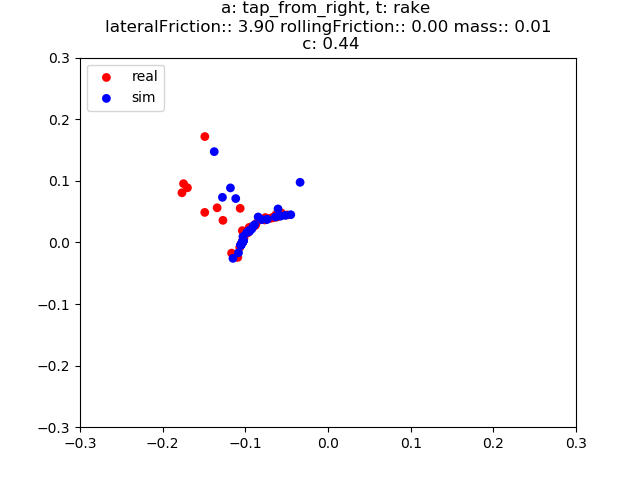 a: tap_from_right, t: rake
lateralFriction:: 3.90 rollingFriction:: 0.00 mass:: 0.01
c: 0.44
real
sim
0.3
0.2
0.1
0.0
−0.1
−0.2
−0.3
−0.3
−0.2
−0.1
0.0
0.1
0.2
0.3